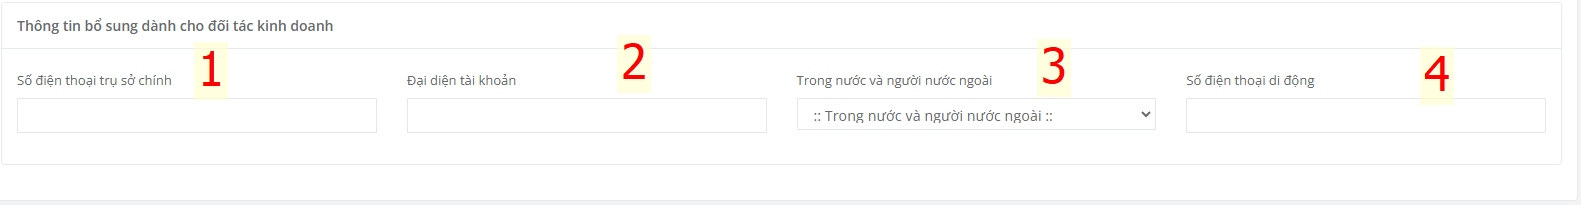 Thông tin bổ sung dành cho đối tác kinh doanh
1 2 3 4
Số điện thoại trụ sở chính Đại diện tài khoản Trong nước và người nước ngoài Số điện thoại di động
:: Trong nước và người nước ngoài ::